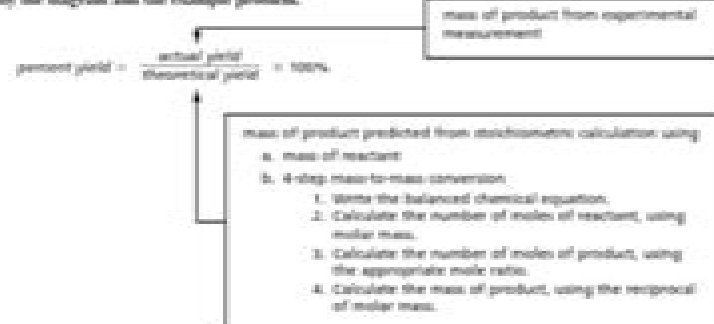 by the diagram and the example problem.
mass of product from experimental
measurement
percent yield = actual yield / theoretical yield × 100%
mass of product predicted from stoichiometric calculation using
a. mass of reactant
b. 4-step mass-to-mass conversion
1. Write the balanced chemical equation.
2. Calculate the number of moles of reactant, using
molar mass.
3. Calculate the number of moles of product, using
the appropriate mole ratio.
4. Calculate the mass of product, using the reciprocal
of molar mass.